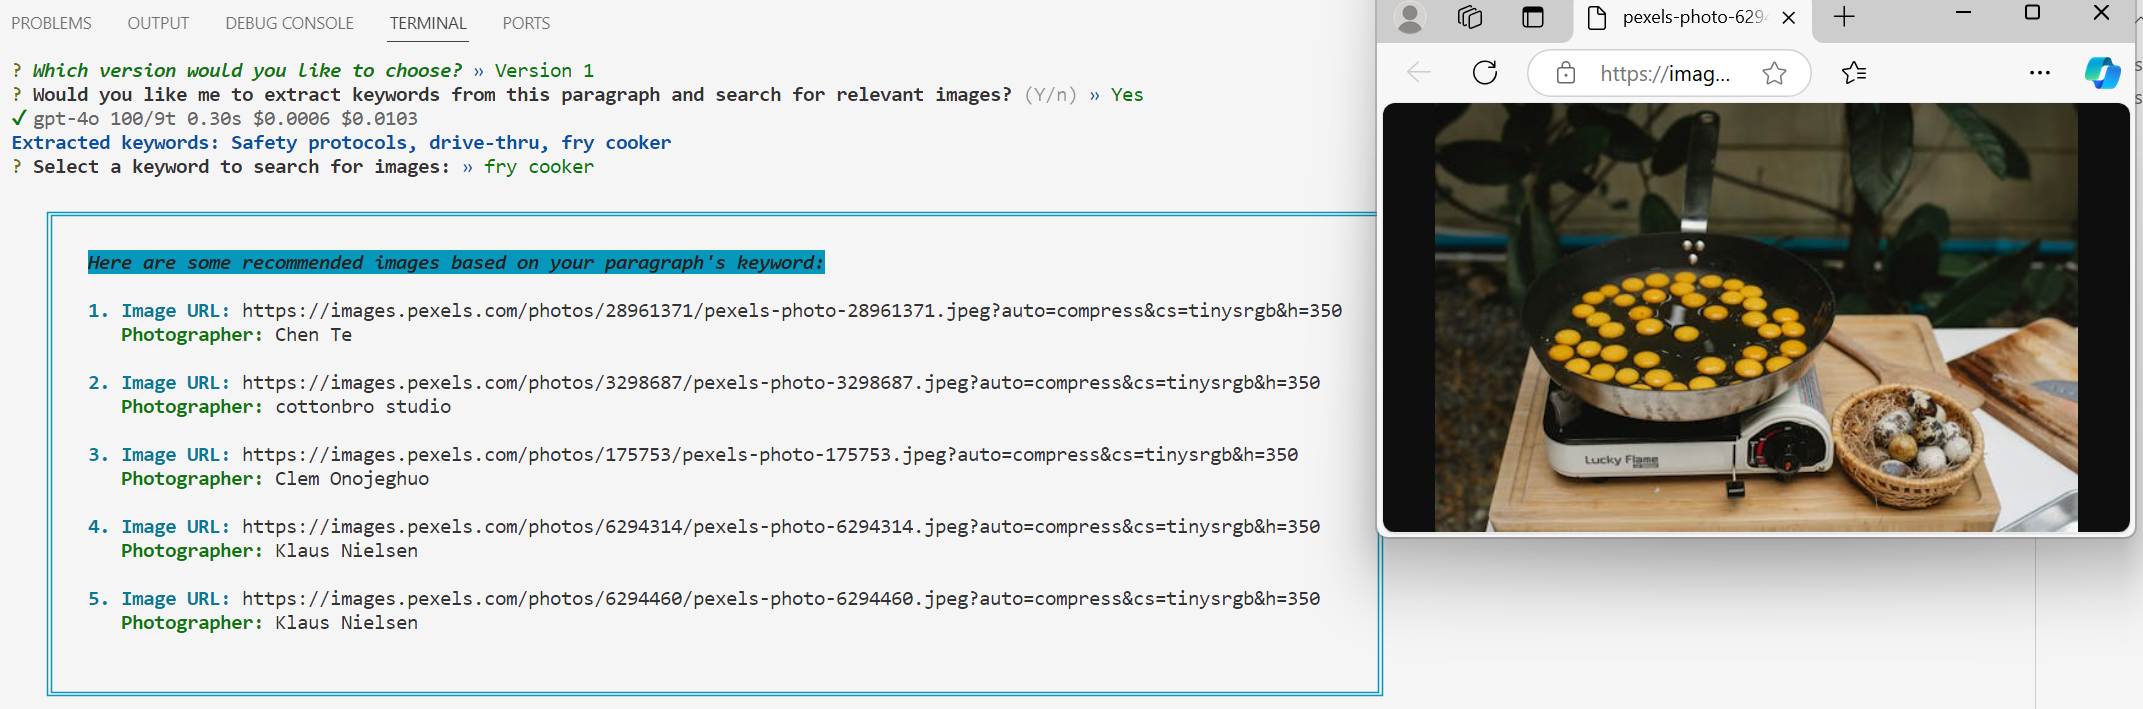 PROBLEMS OUTPUT DEBUG CONSOLE TERMINAL PORTS
? Which version would you like to choose? » Version 1
? Would you like me to extract keywords from this paragraph and search for relevant images? (Y/n) » Yes
✓ gpt-4o 100/9t 0.30s $0.0006 $0.0103
Extracted keywords: Safety protocols, drive-thru, fry cooker
? Select a keyword to search for images: » fry cooker
Here are some recommended images based on your paragraph's keyword:
1. Image URL: https://images.pexels.com/photos/28961371/pexels-photo-28961371.jpeg?auto=compress&cs=tinysrgb&h=350
Photographer: Chen Te
2. Image URL: https://images.pexels.com/photos/3298687/pexels-photo-3298687.jpeg?auto=compress&cs=tinysrgb&h=350
Photographer: cottonbro studio
3. Image URL: https://images.pexels.com/photos/175753/pexels-photo-175753.jpeg?auto=compress&cs=tinysrgb&h=350
Photographer: Clem Onojeghuo
4. Image URL: https://images.pexels.com/photos/6294314/pexels-photo-6294314.jpeg?auto=compress&cs=tinysrgb&h=350
Photographer: Klaus Nielsen
5. Image URL: https://images.pexels.com/photos/6294460/pexels-photo-6294460.jpeg?auto=compress&cs=tinysrgb&h=350
Photographer: Klaus Nielsen
pexels-photo-629
https://imag...
Lucky Flame